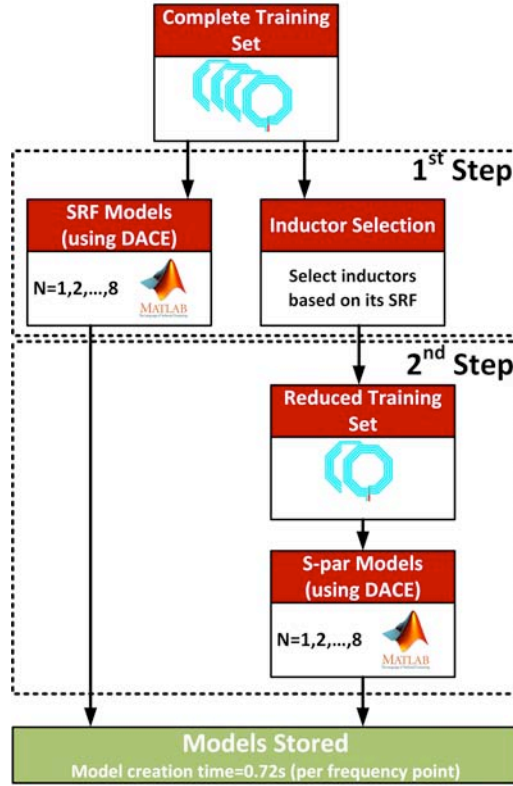 Complete Training
Set
1st Step
SRF Models
(using DACE)
N=1,2,...,8
MATLAB
Inductor Selection
Select inductors
based on its SRF
2nd Step
Reduced Training
Set
S-par Models
(using DACE)
N=1,2,...,8
MATLAB
Models Stored
Model creation time=0.72s (per frequency point)